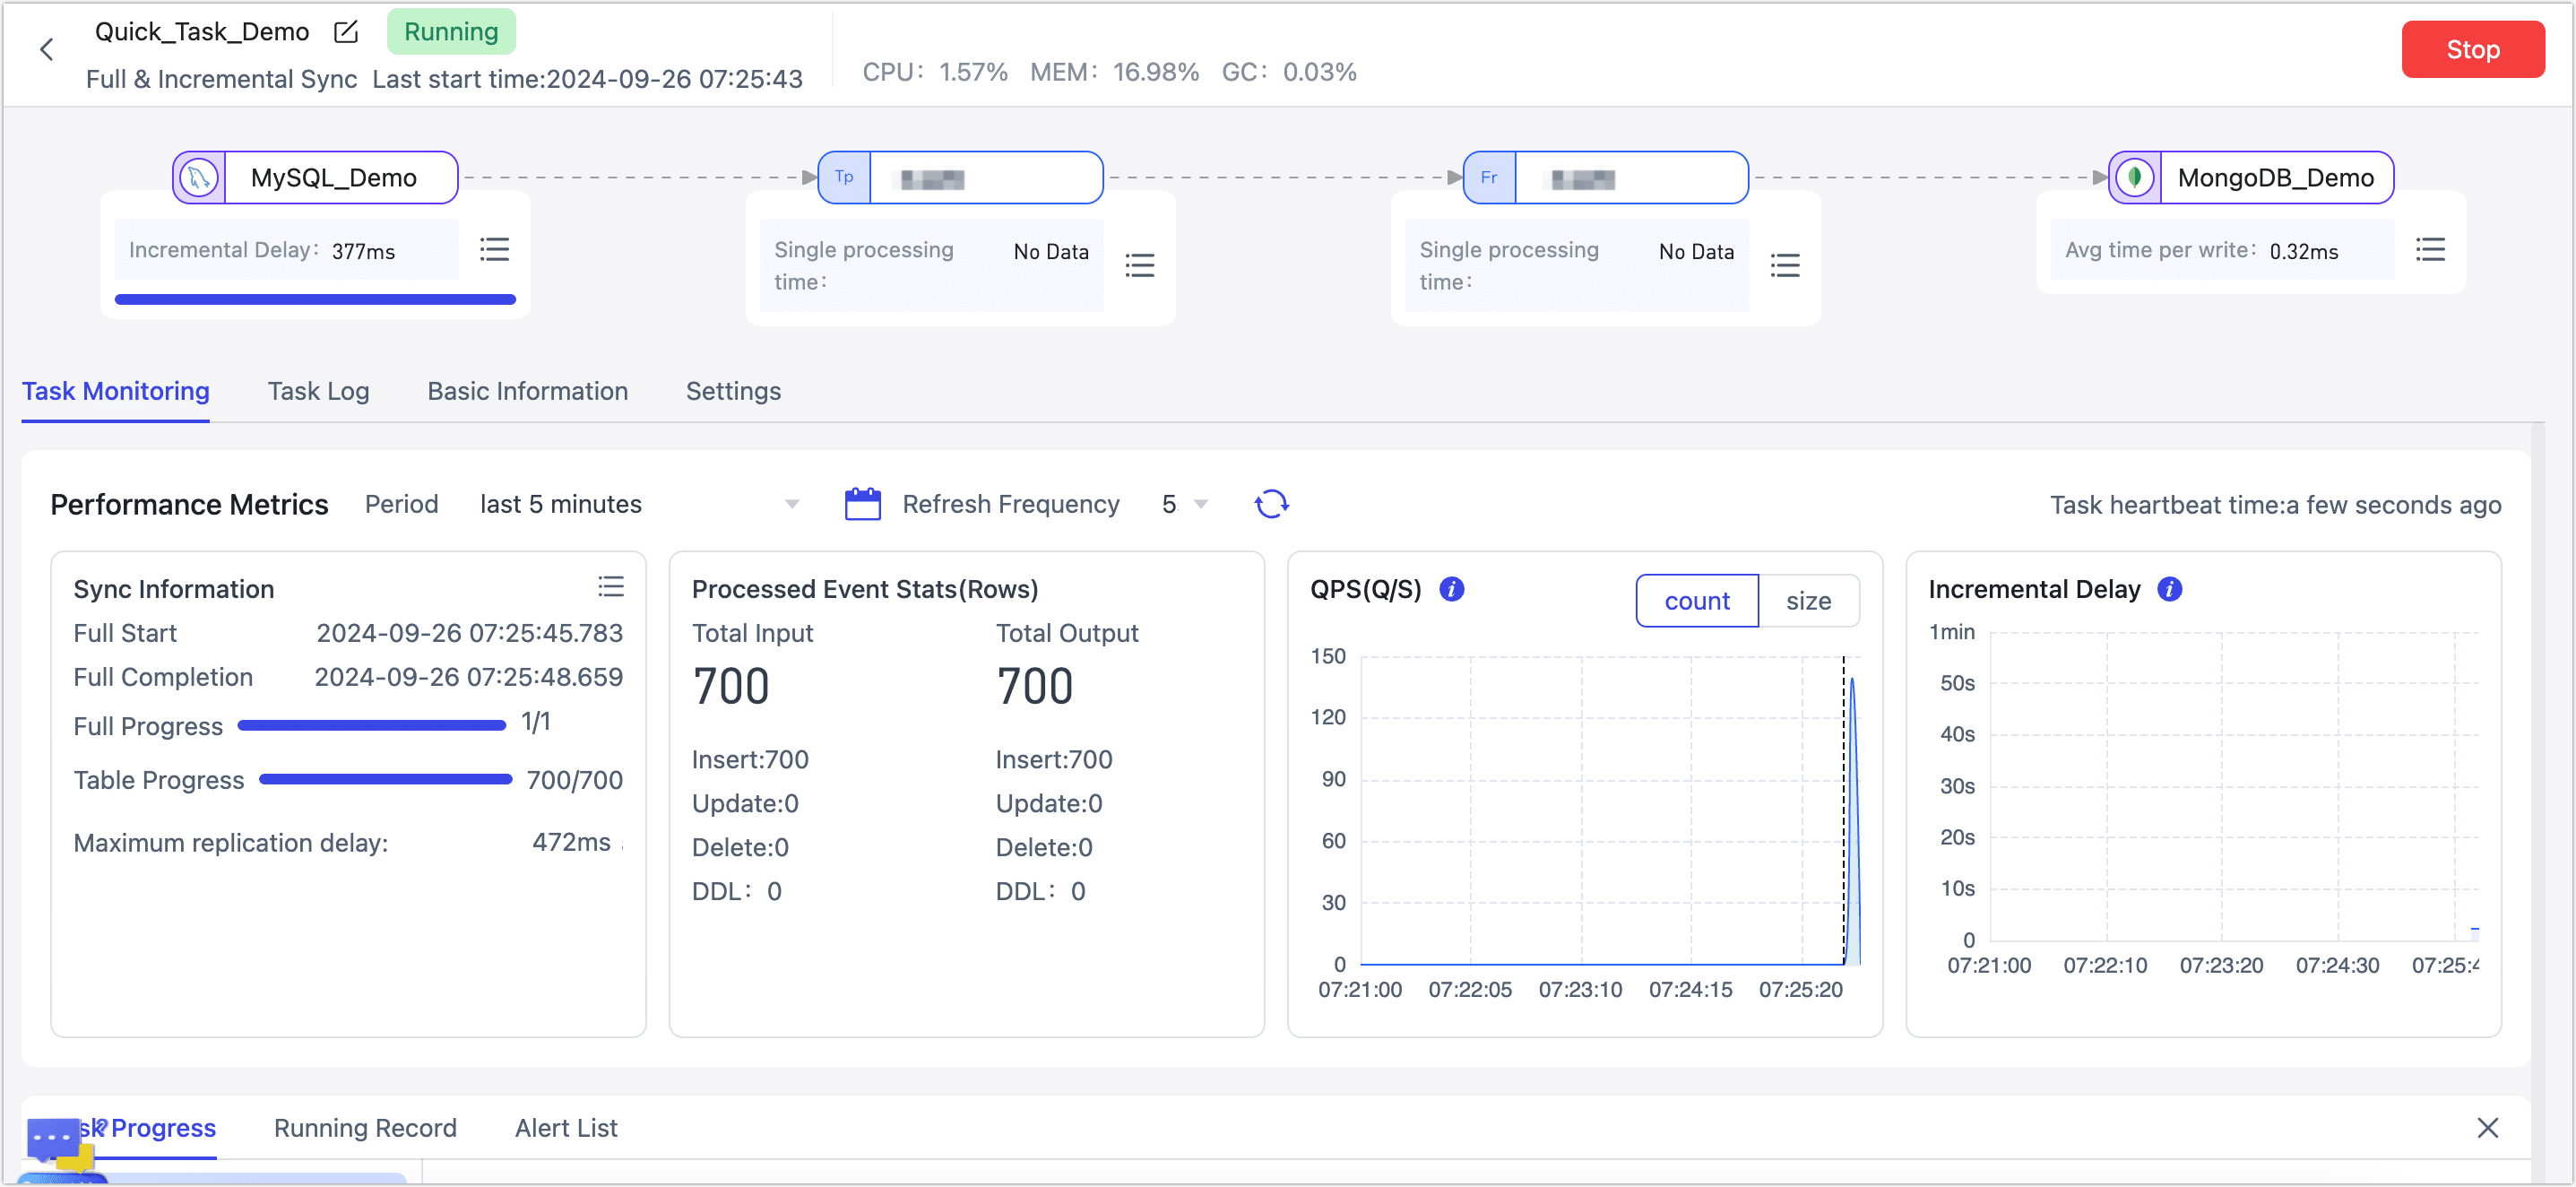 Quick_Task_Demo Running
Full & Incremental Sync Last start time:2024-09-26 07:25:43
CPU: 1.57% MEM: 16.98% GC: 0.03%
Stop
MySQL_Demo
Tp
Fr
MongoDB_Demo
Incremental Delay: 377ms
Single processing time: No Data
Single processing time: No Data
Avg time per write: 0.32ms
Task Monitoring Task Log Basic Information Settings
Performance Metrics Period last 5 minutes Refresh Frequency 5 Task heartbeat time:a few seconds ago
Sync Information
Full Start 2024-09-26 07:25:45.783
Full Completion 2024-09-26 07:25:48.659
Full Progress 1/1
Table Progress 700/700
Maximum replication delay: 472ms
Processed Event Stats(Rows)
Total Input Total Output
700 700
Insert:700 Insert:700
Update:0 Update:0
Delete:0 Delete:0
DDL: 0 DDL: 0
QPS(Q/S) count size
150
120
90
60
30
0
07:21:00 07:22:05 07:23:10 07:24:15 07:25:20
Incremental Delay
1min
50s
40s
30s
20s
10s
0
07:21:00 07:22:10 07:23:20 07:24:30 07:25:4
Progress Running Record Alert List